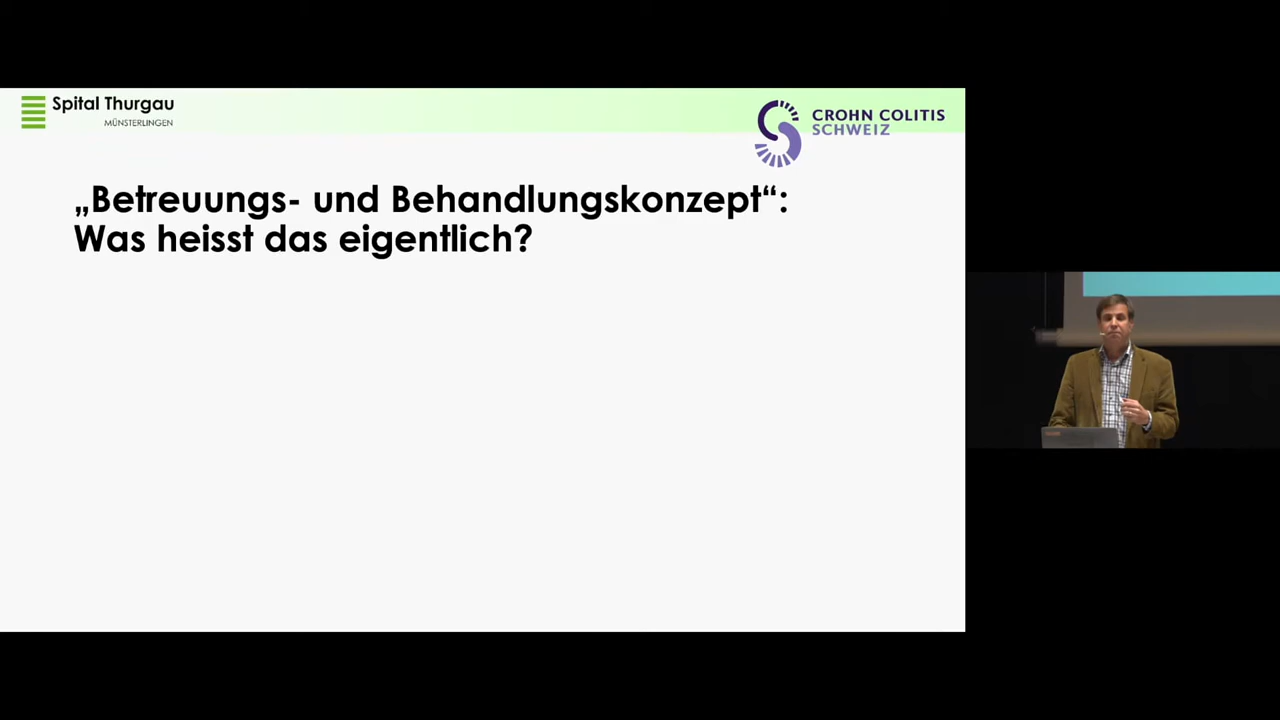 Spital Thurgau
MÜNSTERLINGEN
CROHN COLITIS
SCHWEIZ
„Betreuungs- und Behandlungskonzept“:
Was heisst das eigentlich?